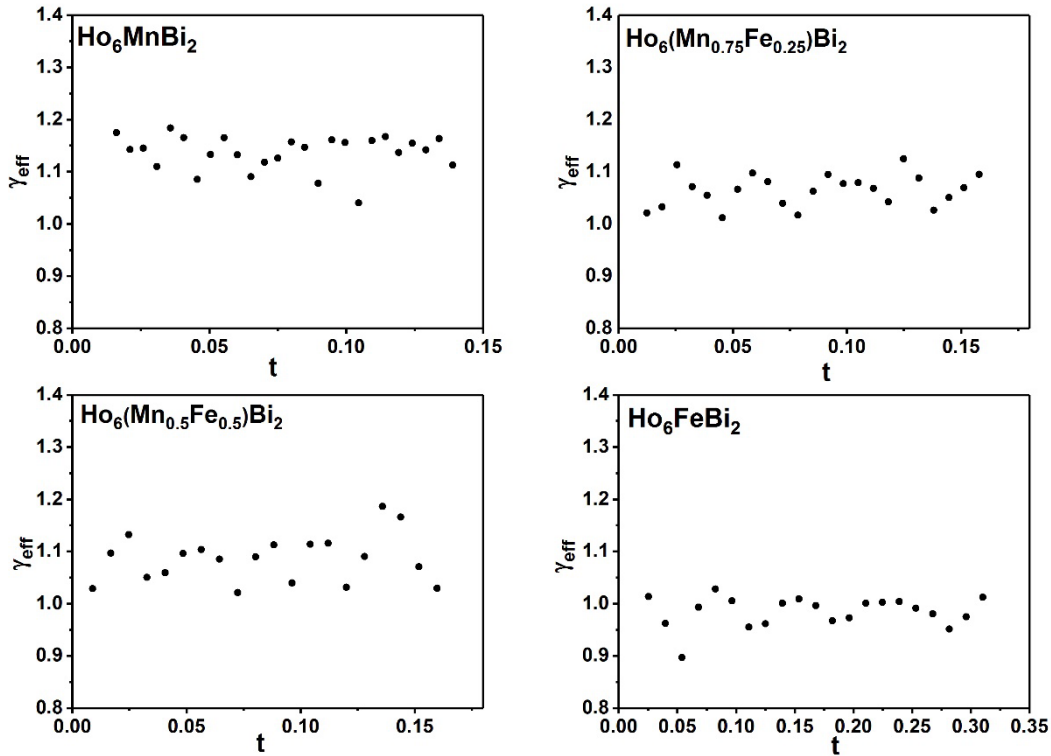 Ho₆MnBi₂
1.4
1.3
1.2
1.1
1.0
0.9
0.8
γeff
0.00 0.05 0.10 0.15
t
Ho₆(Mn₀.₇₅Fe₀.₂₅)Bi₂
1.4
1.3
1.2
1.1
1.0
0.9
0.8
γeff
0.00 0.05 0.10 0.15
t
Ho₆(Mn₀.₅Fe₀.₅)Bi₂
1.4
1.3
1.2
1.1
1.0
0.9
0.8
γeff
0.00 0.05 0.10 0.15
t
Ho₆FeBi₂
1.4
1.3
1.2
1.1
1.0
0.9
0.8
γeff
0.00 0.05 0.10 0.15 0.20 0.25 0.30 0.35
t